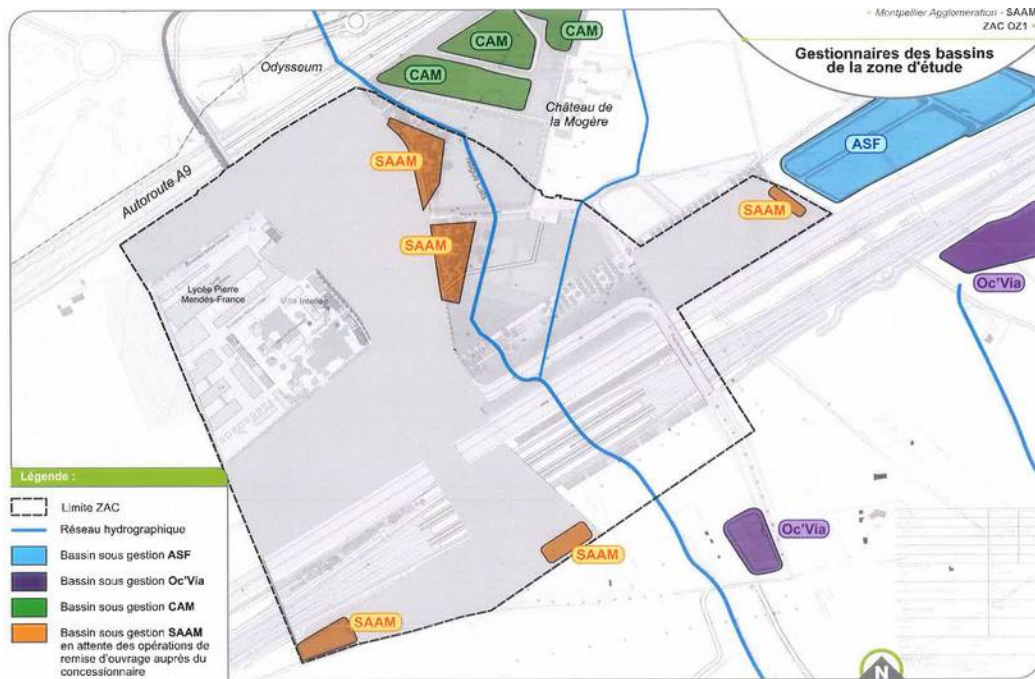 Montpellier Agglomération - SAAM
ZAC OZ1
Gestionnaires des bassins
de la zone d'étude
CAM
CAM
CAM
Odysseum
Château de
la Mogère
ASF
SAAM
Autoroute A9
SAAM
SAAM
Oc'Via
Lycée Pierre
Mendès-France
Oc'Via
SAAM
SAAM
Légende :
Limite ZAC
Réseau hydrographique
Bassin sous gestion ASF
Bassin sous gestion Oc'Via
Bassin sous gestion CAM
Bassin sous gestion SAAM
en attente des opérations de
remise d'ouvrage auprès du
concessionnaire
N